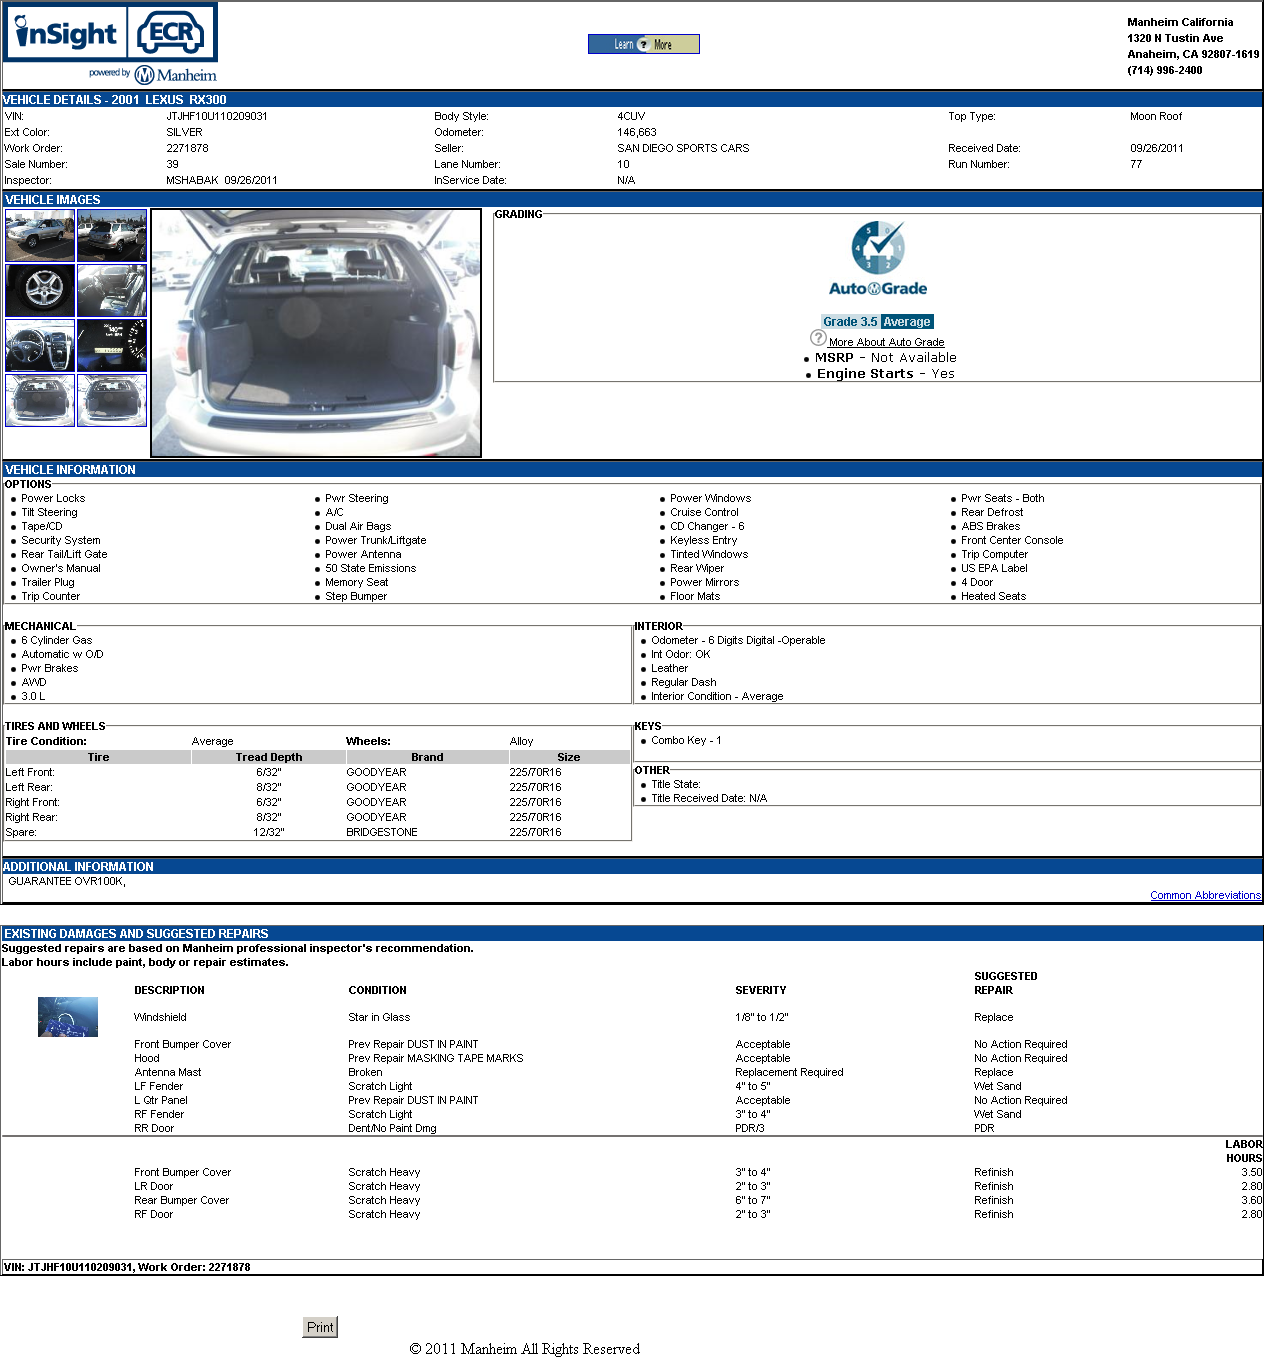 inSight ECR
powered by Manheim
Learn ? More
Manheim California
1320 N Tustin Ave
Anaheim, CA 92807-1619
(714) 996-2400
VEHICLE DETAILS - 2001 LEXUS RX300
VIN: JTJHF10U110209031 Body Style: 4CUV Top Type: Moon Roof
Ext Color: SILVER Odometer: 146,663
Work Order: 2271878 Seller: SAN DIEGO SPORTS CARS Received Date: 09/26/2011
Sale Number: 39 Lane Number: 10 Run Number: 77
Inspector: MSHABAK 09/26/2011 InService Date: N/A
VEHICLE IMAGES
GRADING
5 0
4 1
3 2
AutoGrade
Grade 3.5 Average
? More About Auto Grade
• MSRP - Not Available
• Engine Starts - Yes
VEHICLE INFORMATION
OPTIONS
• Power Locks • Pwr Steering • Power Windows • Pwr Seats - Both
• Tilt Steering • A/C • Cruise Control • Rear Defrost
• Tape/CD • Dual Air Bags • CD Changer - 6 • ABS Brakes
• Security System • Power Trunk/Liftgate • Keyless Entry • Front Center Console
• Rear Tail/Lift Gate • Power Antenna • Tinted Windows • Trip Computer
• Owner's Manual • 50 State Emissions • Rear Wiper • US EPA Label
• Trailer Plug • Memory Seat • Power Mirrors • 4 Door
• Trip Counter • Step Bumper • Floor Mats • Heated Seats
MECHANICAL
• 6 Cylinder Gas
• Automatic w O/D
• Pwr Brakes
• AWD
• 3.0 L
INTERIOR
• Odometer - 6 Digits Digital -Operable
• Int Odor: OK
• Leather
• Regular Dash
• Interior Condition - Average
TIRES AND WHEELS
Tire Condition: Average Wheels: Alloy
Tire Tread Depth Brand Size
Left Front: 6/32" GOODYEAR 225/70R16
Left Rear: 8/32" GOODYEAR 225/70R16
Right Front: 6/32" GOODYEAR 225/70R16
Right Rear: 8/32" GOODYEAR 225/70R16
Spare: 12/32" BRIDGESTONE 225/70R16
KEYS
• Combo Key - 1
OTHER
• Title State:
• Title Received Date: N/A
ADDITIONAL INFORMATION
GUARANTEE OVR100K,
Common Abbreviations
EXISTING DAMAGES AND SUGGESTED REPAIRS
Suggested repairs are based on Manheim professional inspector's recommendation.
Labor hours include paint, body or repair estimates.
DESCRIPTION CONDITION SEVERITY SUGGESTED REPAIR
Windshield Star in Glass 1/8" to 1/2" Replace
Front Bumper Cover Prev Repair DUST IN PAINT Acceptable No Action Required
Hood Prev Repair MASKING TAPE MARKS Acceptable No Action Required
Antenna Mast Broken Replacement Required Replace
LF Fender Scratch Light 4" to 5" Wet Sand
L Qtr Panel Prev Repair DUST IN PAINT Acceptable No Action Required
RF Fender Scratch Light 3" to 4" Wet Sand
RR Door Dent/No Paint Dmg PDR/3 PDR
LABOR
HOURS
Front Bumper Cover Scratch Heavy 3" to 4" Refinish 3.50
LR Door Scratch Heavy 2" to 3" Refinish 2.80
Rear Bumper Cover Scratch Heavy 6" to 7" Refinish 3.60
RF Door Scratch Heavy 2" to 3" Refinish 2.80
VIN: JTJHF10U110209031, Work Order: 2271878
Print
© 2011 Manheim All Rights Reserved